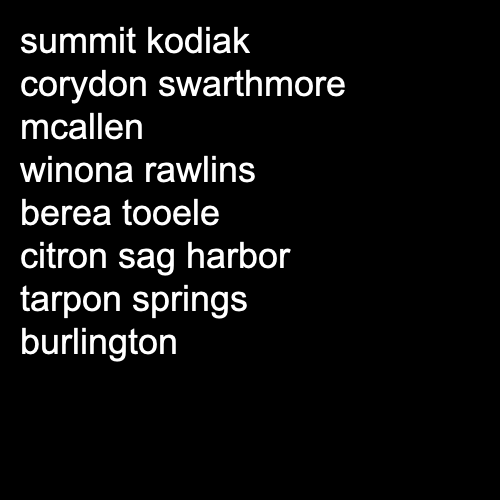 summit kodiak
corydon swarthmore
mcallen
winona rawlins
berea tooele
citron sag harbor
tarpon springs
burlington